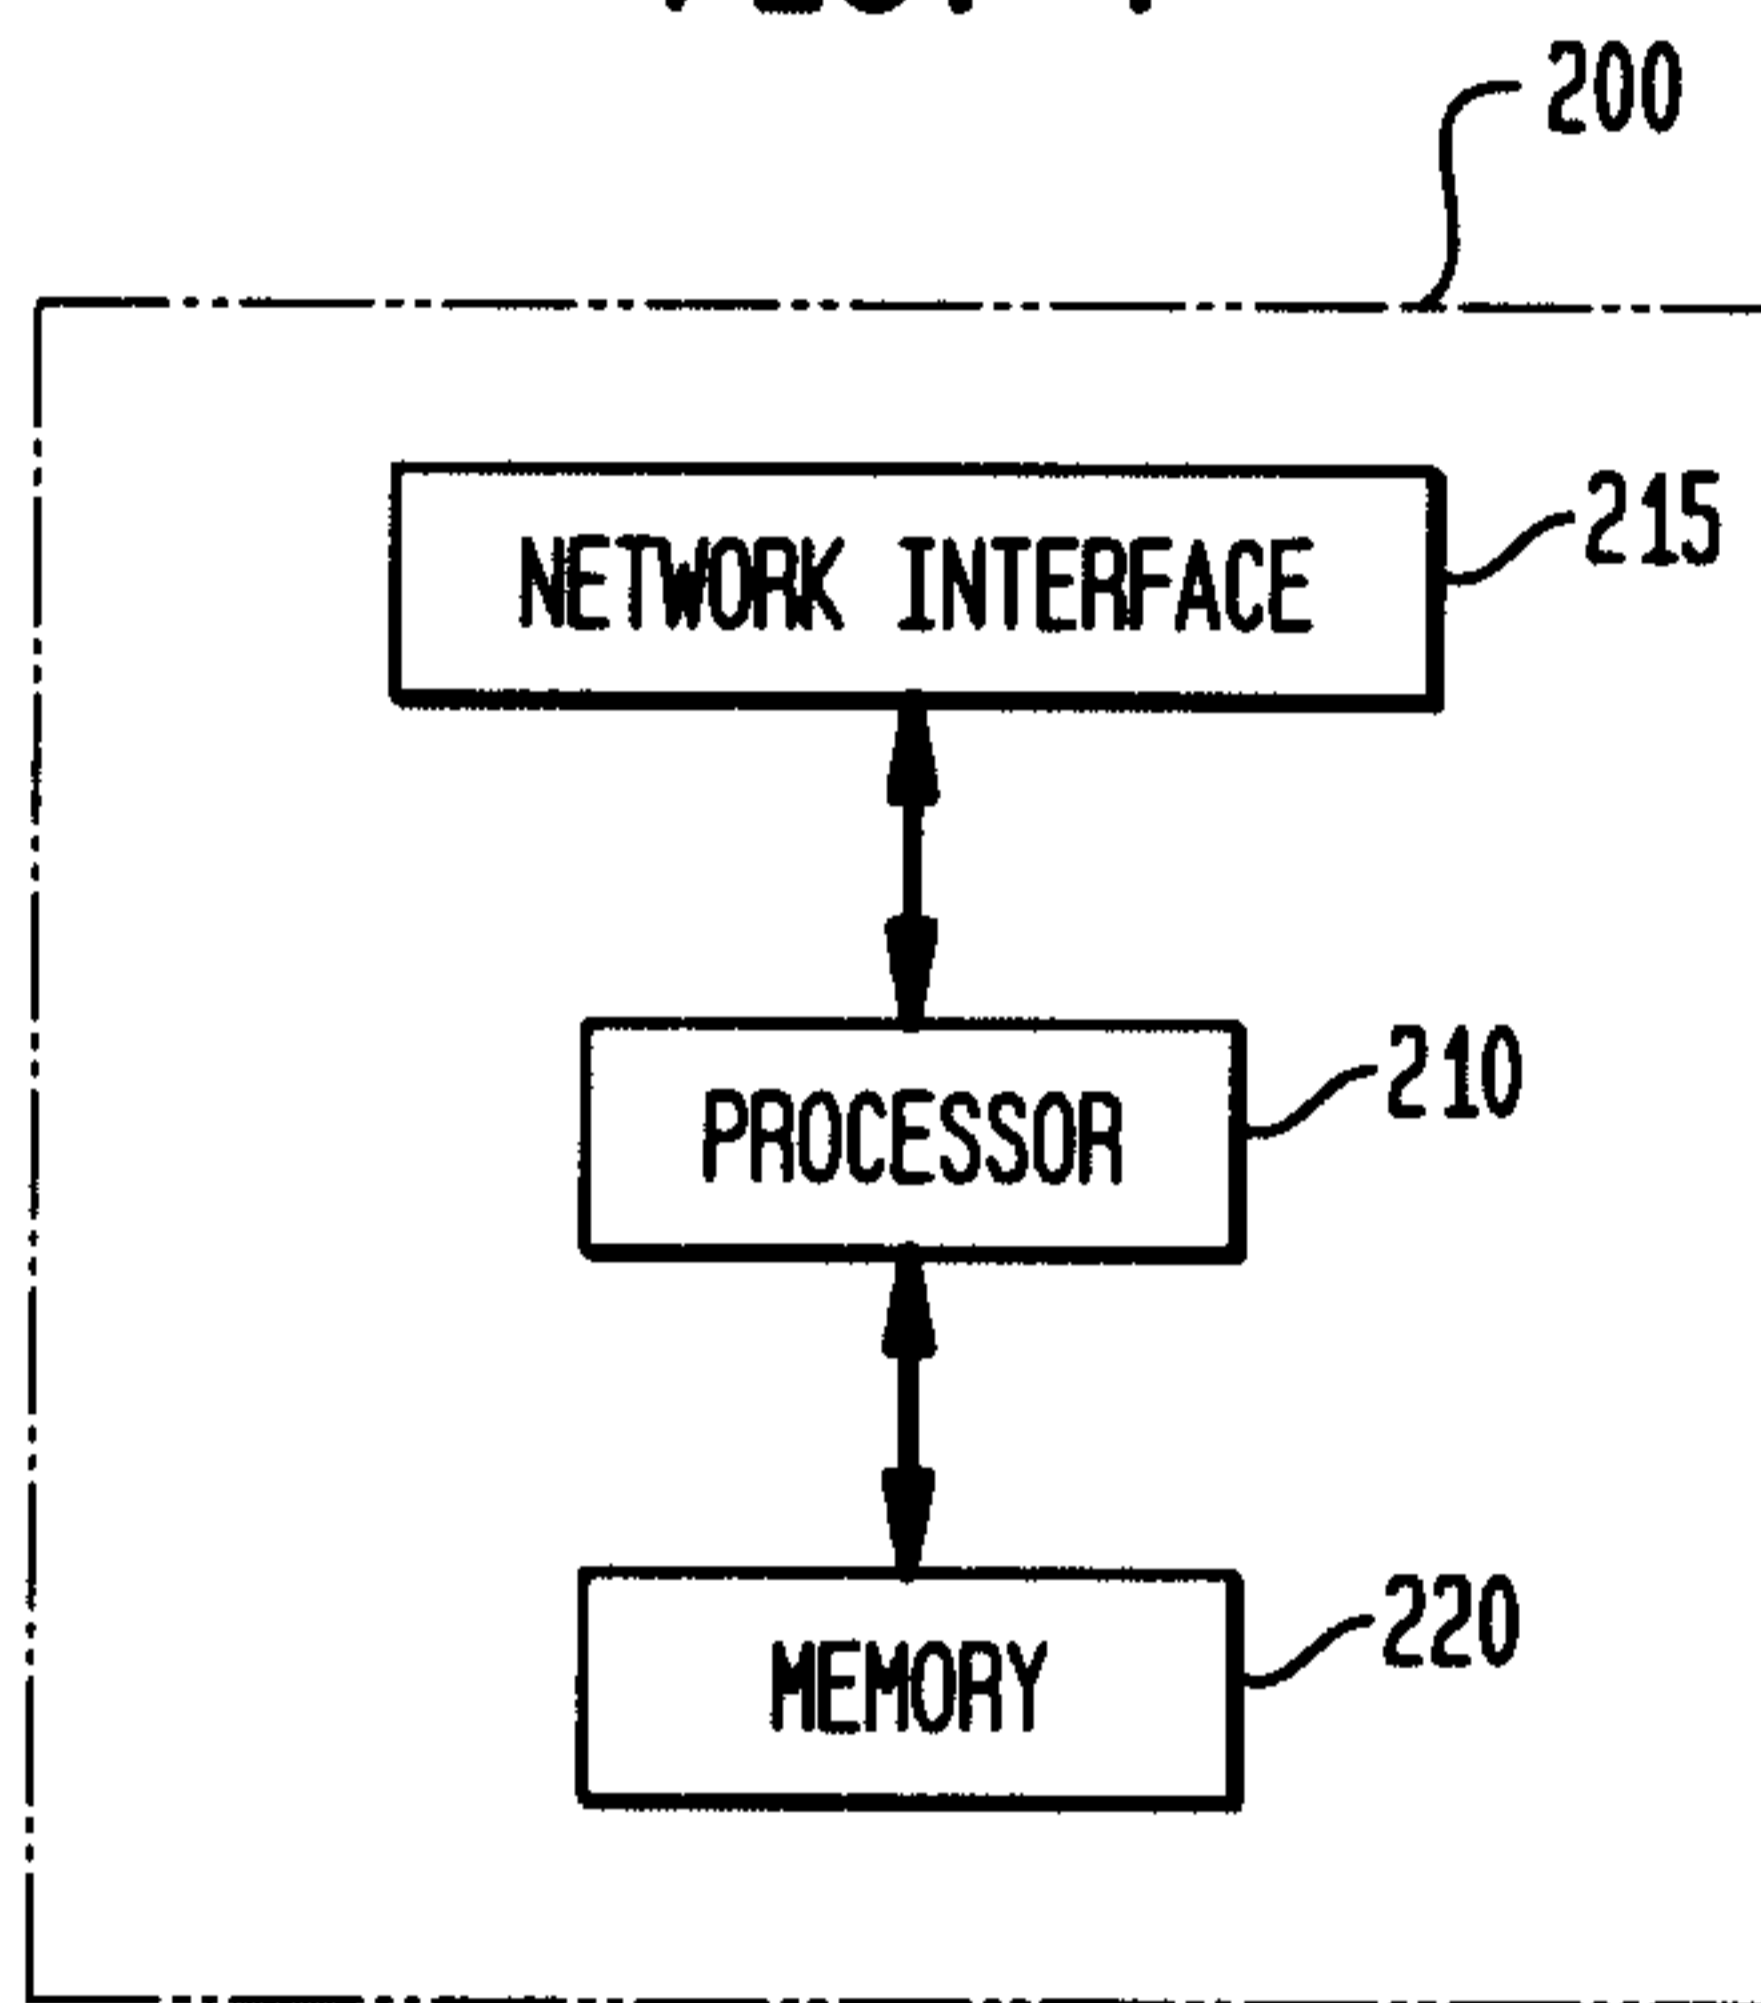 200
NETWORK INTERFACE
215
PROCESSOR
210
MEMORY
220